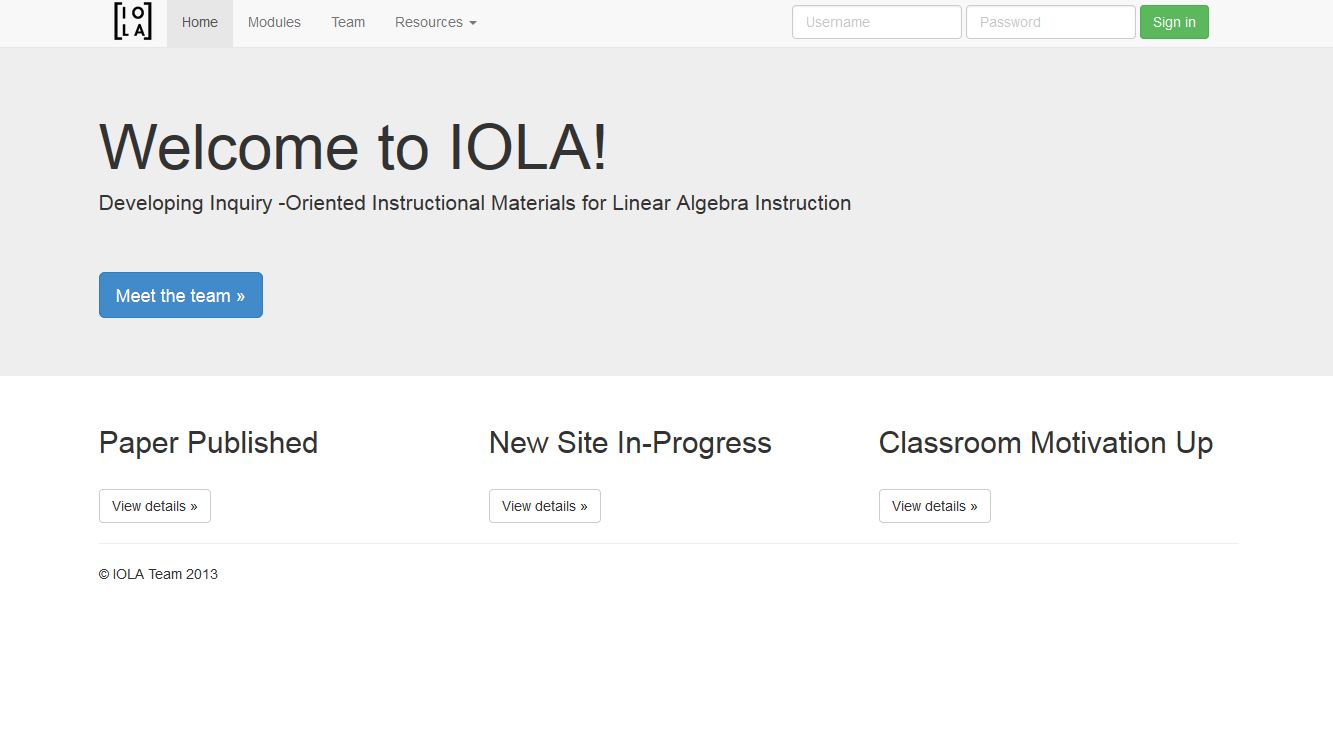 IO
LA
Home Modules Team Resources Username Password Sign in
Welcome to IOLA!
Developing Inquiry -Oriented Instructional Materials for Linear Algebra Instruction
Meet the team »
Paper Published New Site In-Progress Classroom Motivation Up
View details » View details » View details »
© IOLA Team 2013